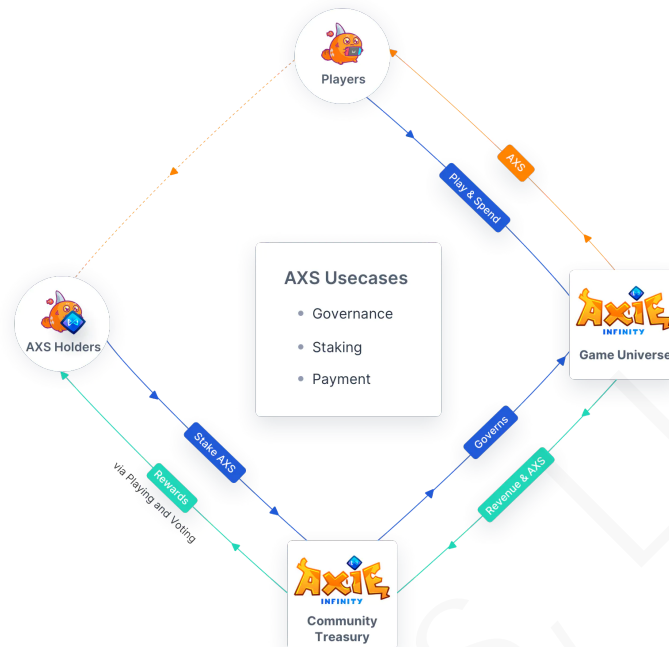 Players
AXS
Play & Spend
AXS Usecases
Governance
Staking
Payment
AXS Holders
AXIE
INFINITY
Game Universe
Stake AXS
Governs
Rewards
via Playing and Voting
Revenue & AXS
AXIE
INFINITY
Community
Treasury